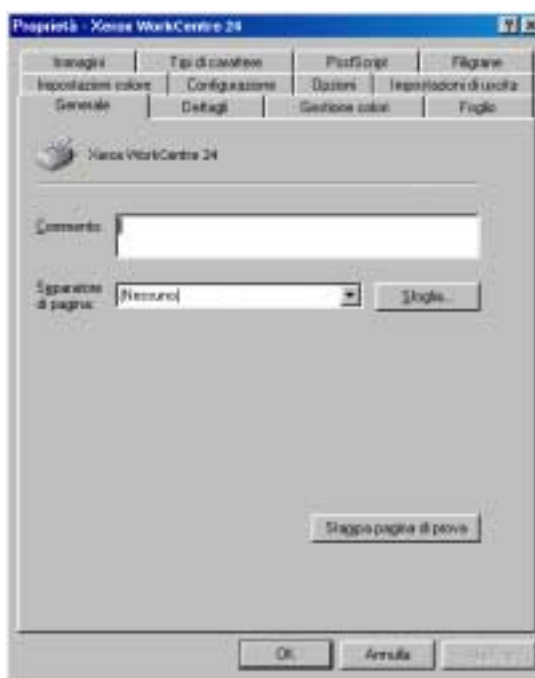 Proprietà - Xerox WorkCentre 24
Immagini Tipi di carattere PostScript Filigrane
Impostazioni colore Configurazione Opzioni Impostazioni di uscita
Generale Dettagli Gestione colori Foglio
Xerox WorkCentre 24
Commento:
Separatore di pagina: (Nessuno) Sfoglia...
Stampa pagina di prova
OK Annulla